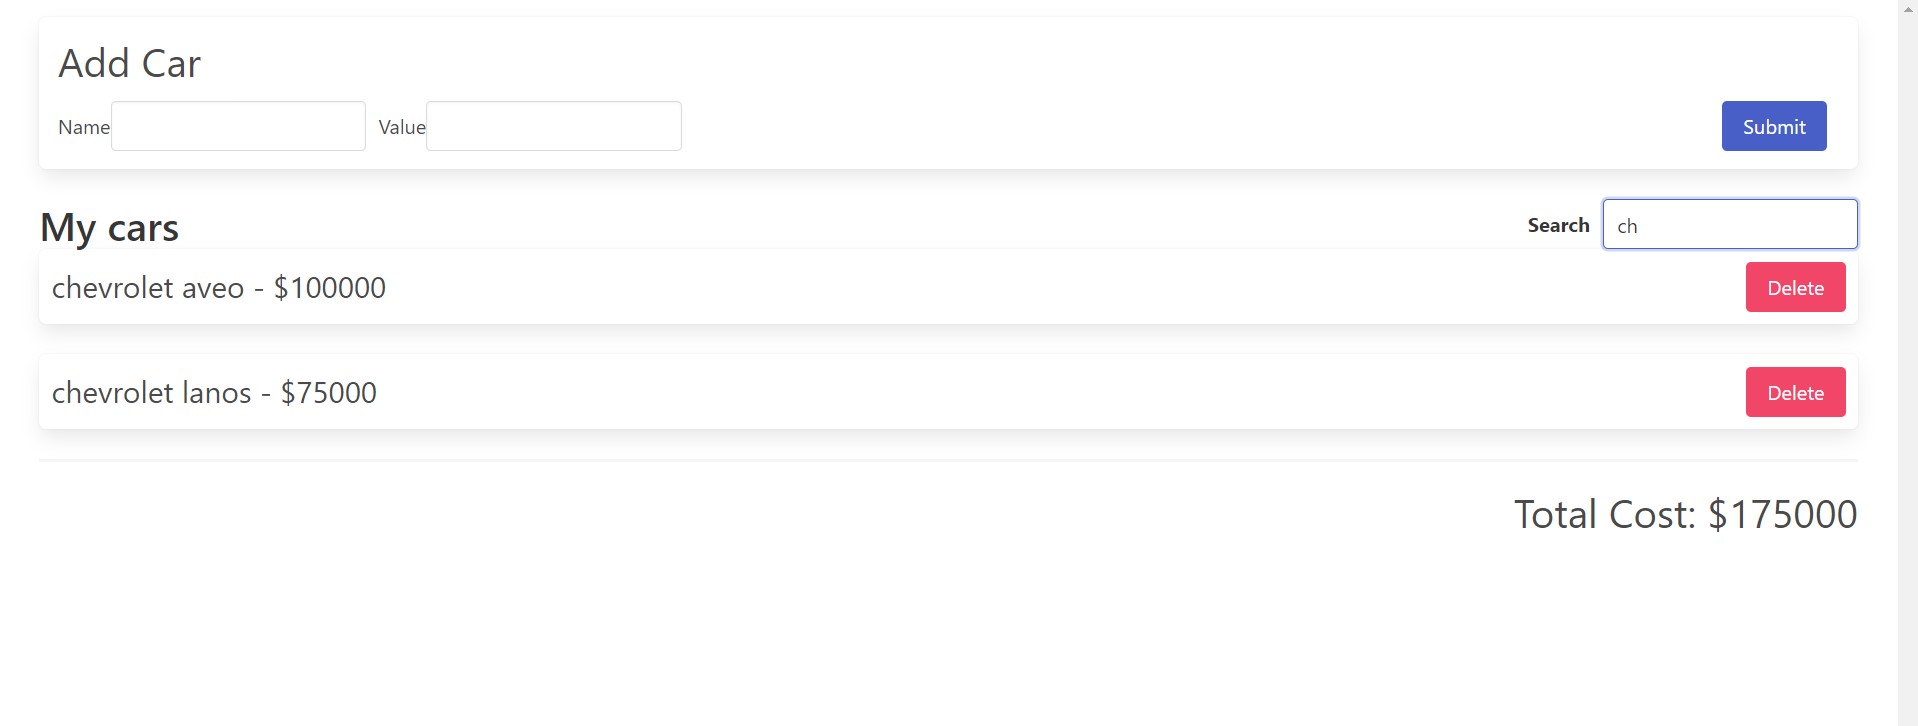 Add Car
Name Value Submit
My cars Search ch
chevrolet aveo - $100000 Delete
chevrolet lanos - $75000 Delete
Total Cost: $175000